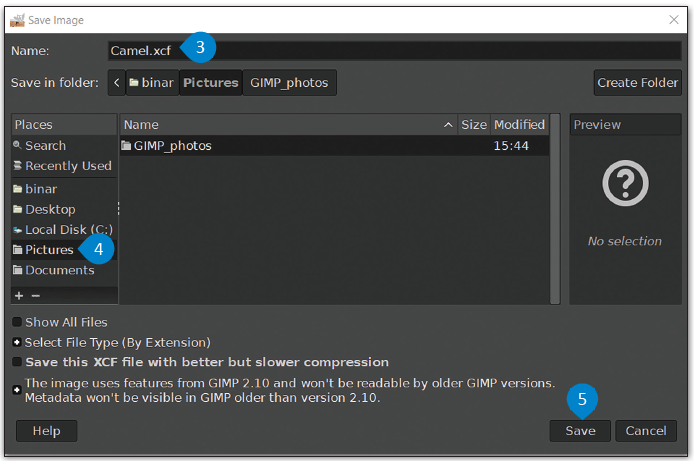 Save Image
Name: Camel.xcf 3
Save in folder: < binar Pictures GIMP_photos Create Folder
Places Name Size Modified Preview
Search GIMP_photos 15:44
Recently Used
binar
Desktop
Local Disk (C:)
Pictures 4 No selection
Documents
Show All Files
Select File Type (By Extension)
Save this XCF file with better but slower compression
The image uses features from GIMP 2.10 and won't be readable by older GIMP versions.
Metadata won't be visible in GIMP older than version 2.10.
5
Help Save Cancel